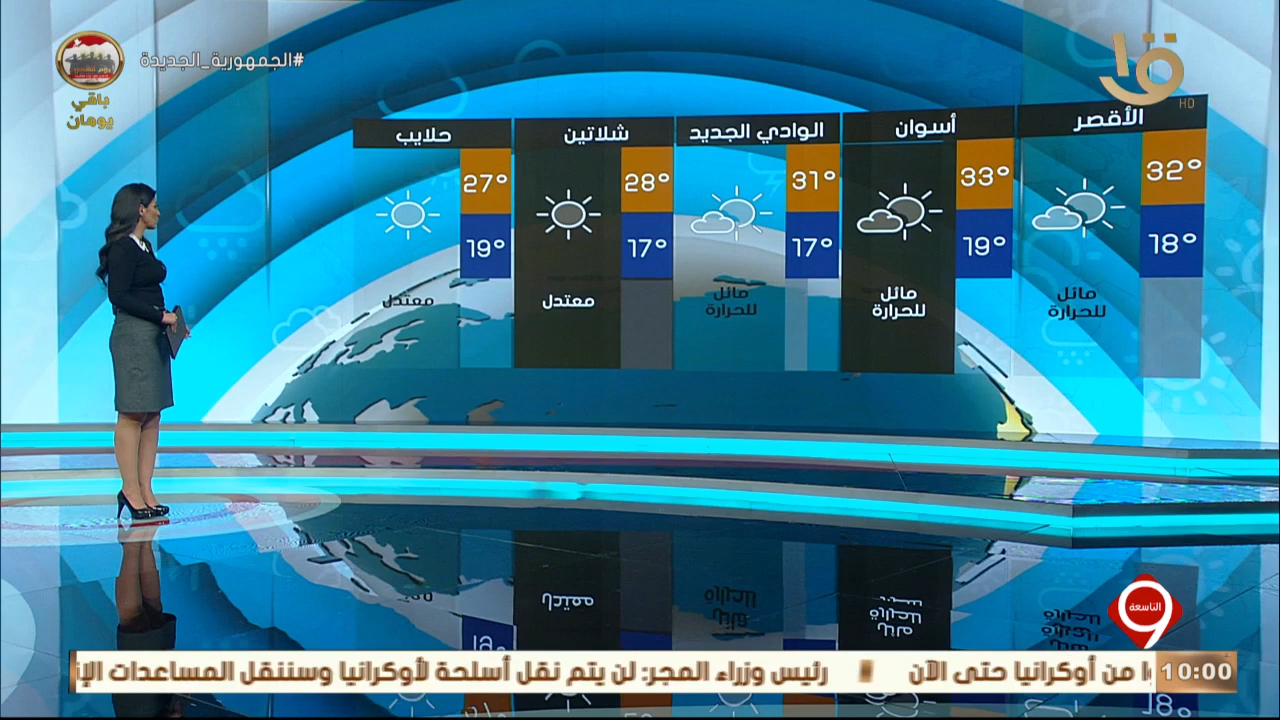 #الجمهورية_الجديدة
باقي
يومان
HD
الأقصر
32°
18°
مائل
للحرارة
أسوان
33°
19°
مائل
للحرارة
الوادي الجديد
31°
17°
مائل
للحرارة
شلاتين
28°
17°
معتدل
حلايب
27°
19°
معتدل
التاسعة
9
10:00
من أوكرانيا حتى الآن
رئيس وزراء المجر: لن يتم نقل أسلحة لأوكرانيا وسننقل المساعدات